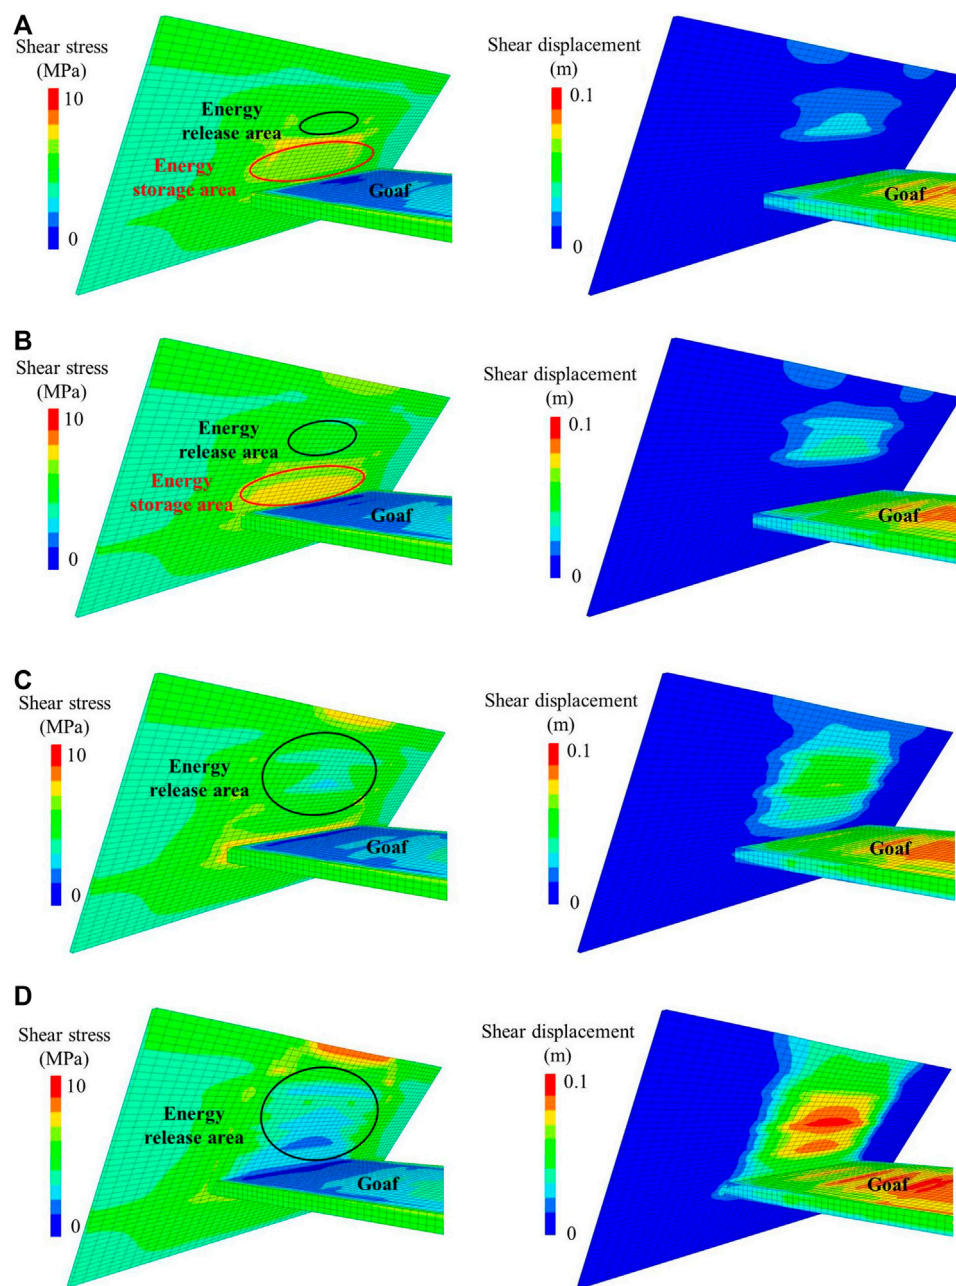 A
Shear stress
(MPa)
10
0
Energy
release area
Energy
storage area
Goaf
Shear displacement
(m)
0.1
0
Goaf
B
Shear stress
(MPa)
10
0
Energy
release area
Energy
storage area
Goaf
Shear displacement
(m)
0.1
0
Goaf
C
Shear stress
(MPa)
10
0
Energy
release area
Goaf
Shear displacement
(m)
0.1
0
Goaf
D
Shear stress
(MPa)
10
0
Energy
release area
Goaf
Shear displacement
(m)
0.1
0
Goaf